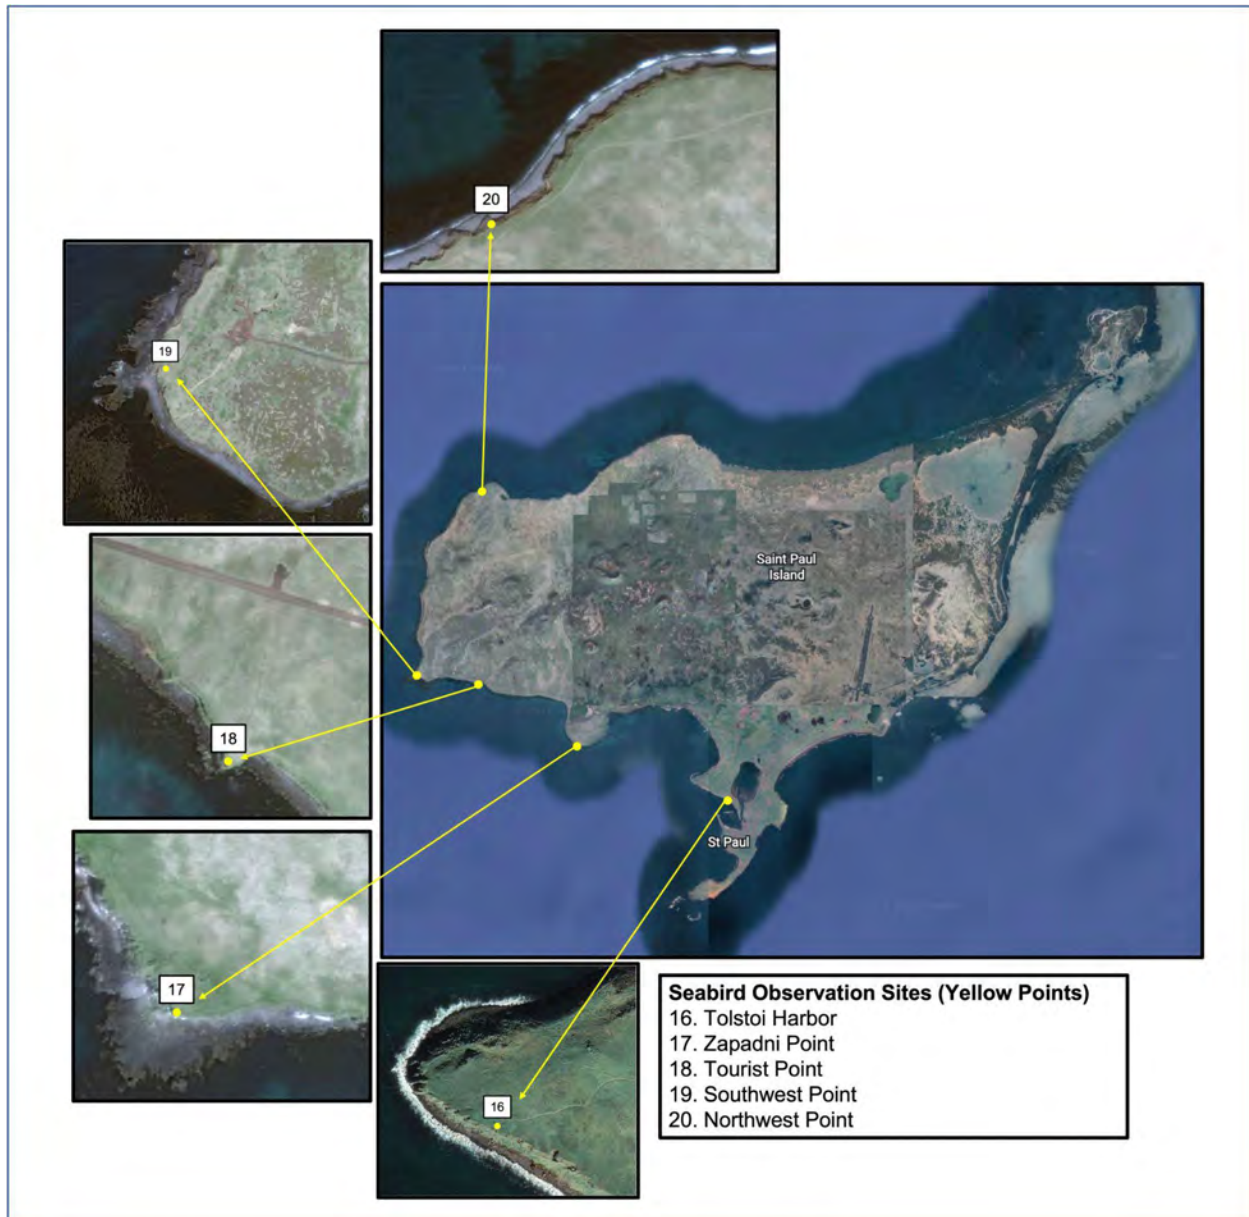 20
19
Saint Paul
Island
18
St Paul
17
16
Seabird Observation Sites (Yellow Points)
16. Tolstoi Harbor
17. Zapadni Point
18. Tourist Point
19. Southwest Point
20. Northwest Point